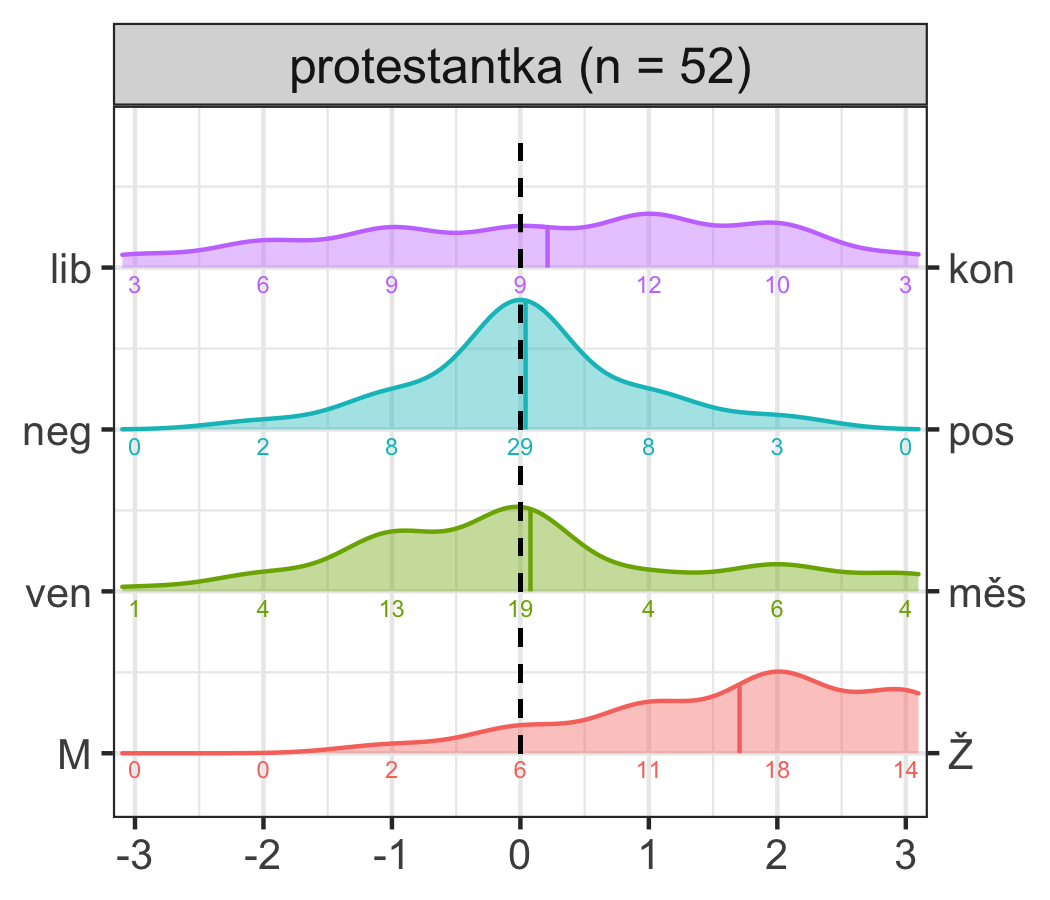 protestantka (n = 52)
lib kon
3 6 9 9 12 10 3
neg pos
0 2 8 29 8 3 0
ven měs
1 4 13 19 4 6 4
M Ž
0 0 2 6 11 18 14
-3 -2 -1 0 1 2 3